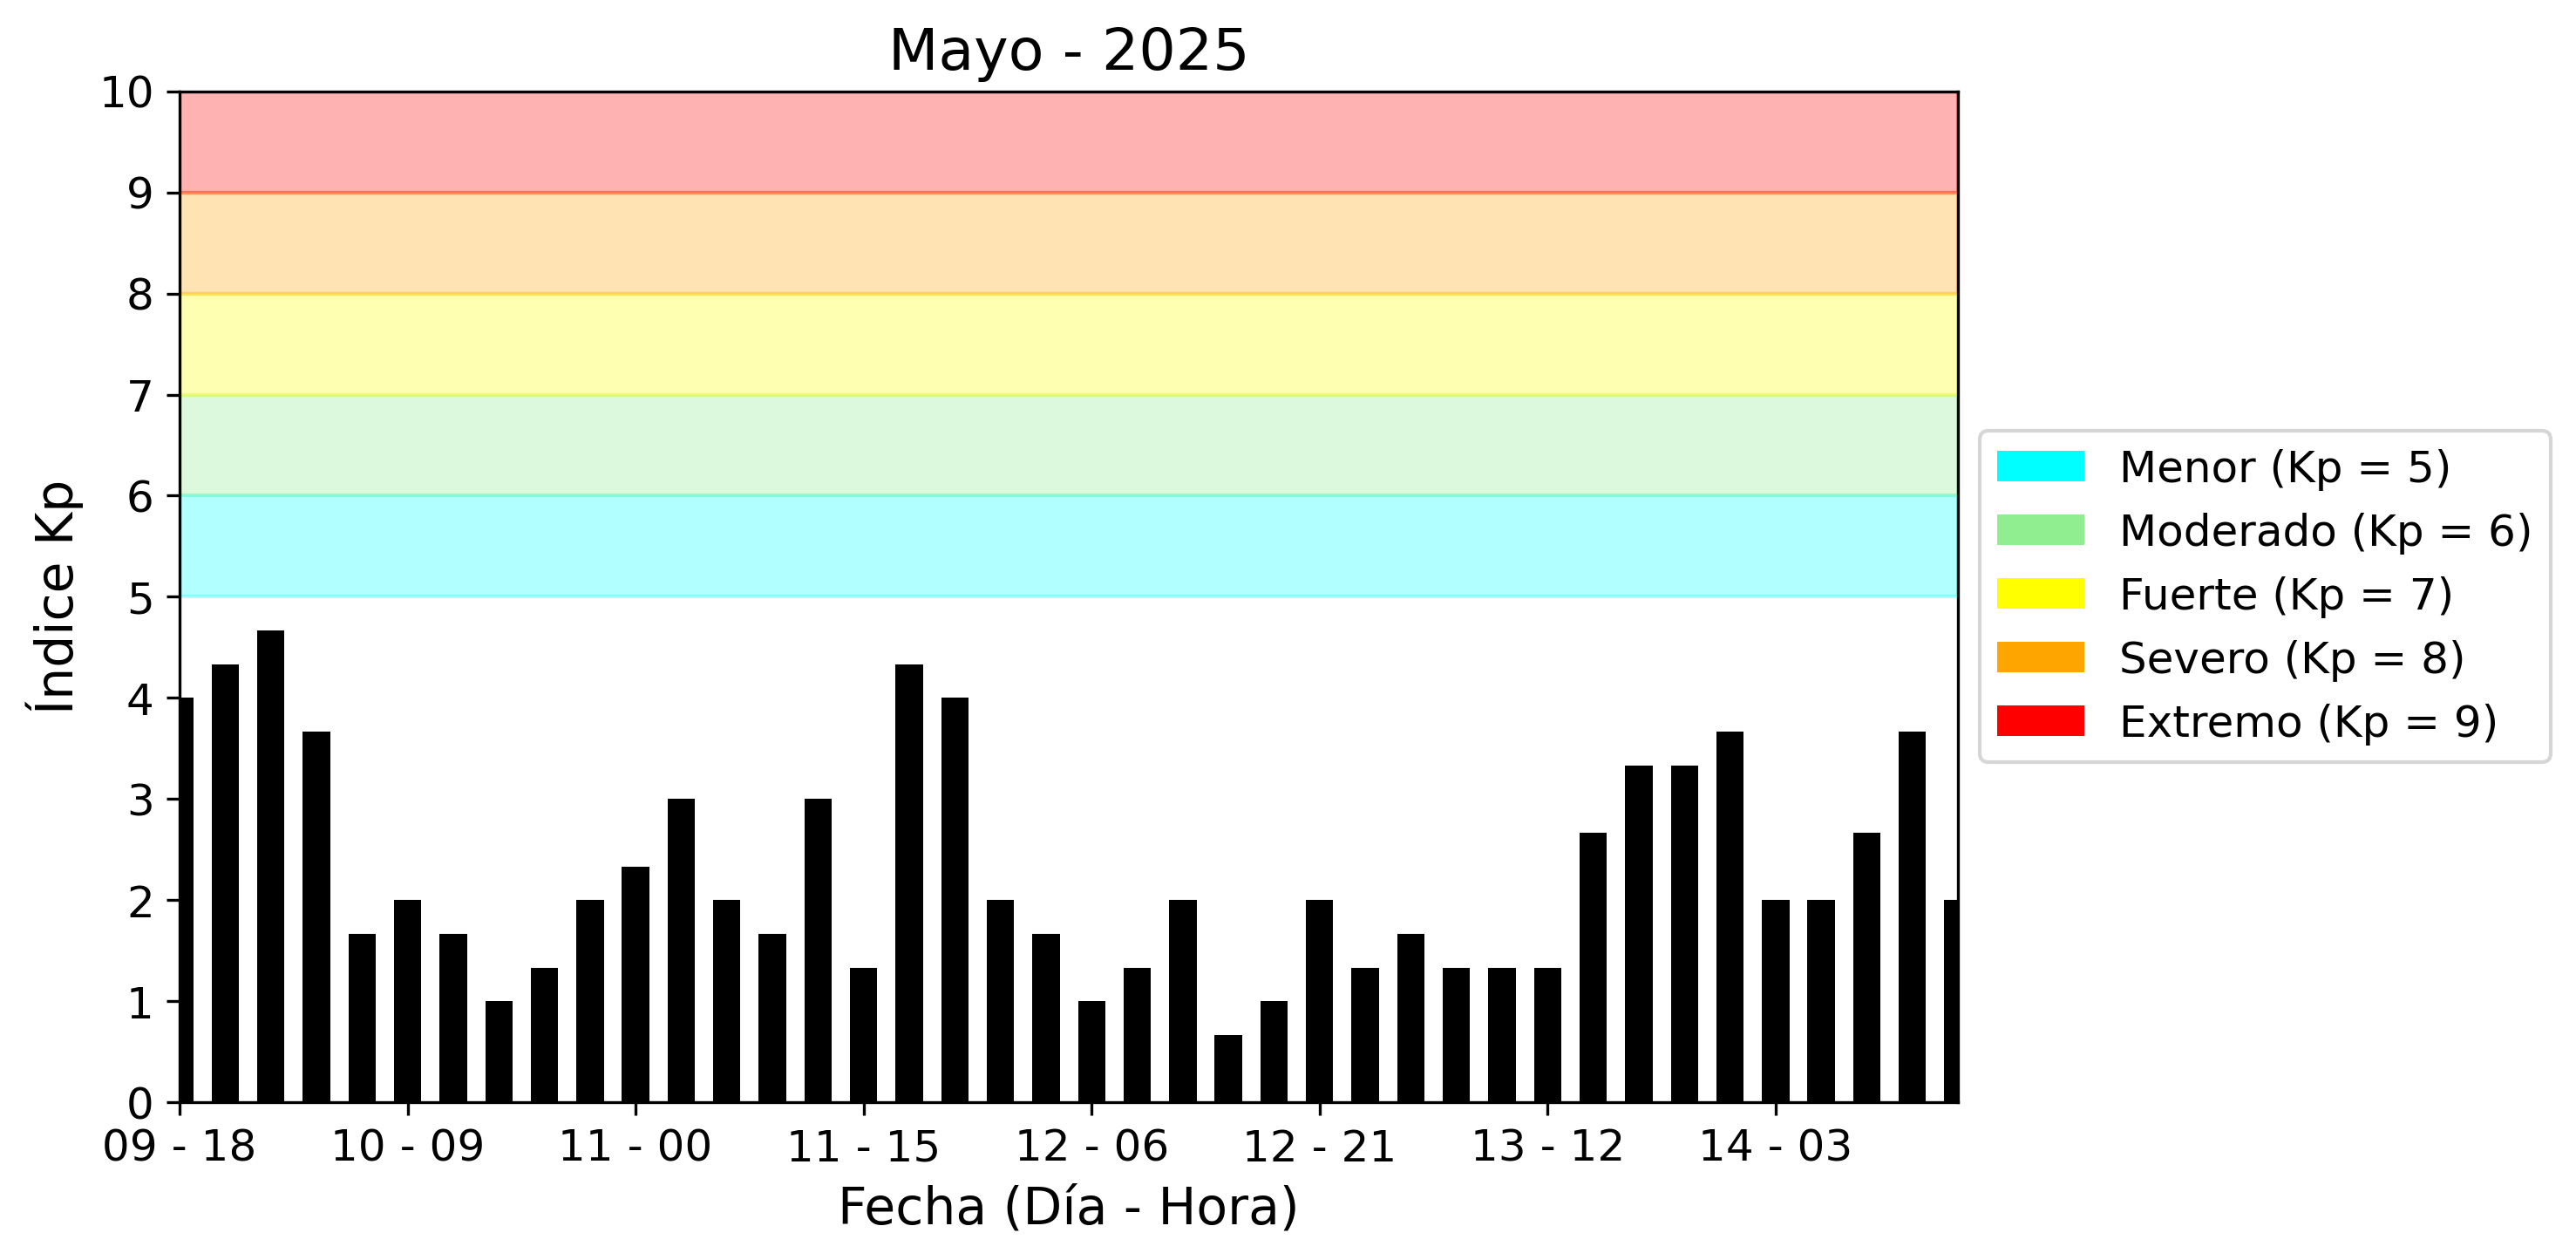 Mayo - 2025
10
9
8
7
6
5
4
3
2
1
0
Índice Kp
09 - 18
10 - 09
11 - 00
11 - 15
12 - 06
12 - 21
13 - 12
14 - 03
Fecha (Día - Hora)
Menor (Kp = 5)
Moderado (Kp = 6)
Fuerte (Kp = 7)
Severo (Kp = 8)
Extremo (Kp = 9)